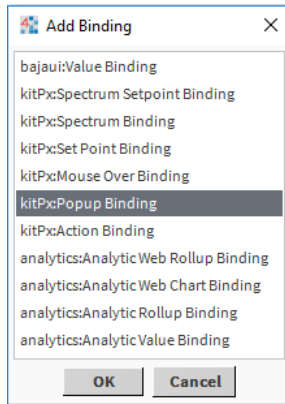 Add Binding
bajaui:Value Binding
kitPx:Spectrum Setpoint Binding
kitPx:Spectrum Binding
kitPx:Set Point Binding
kitPx:Mouse Over Binding
kitPx:Popup Binding
kitPx:Action Binding
analytics:Analytic Web Rollup Binding
analytics:Analytic Web Chart Binding
analytics:Analytic Rollup Binding
analytics:Analytic Value Binding
OK Cancel